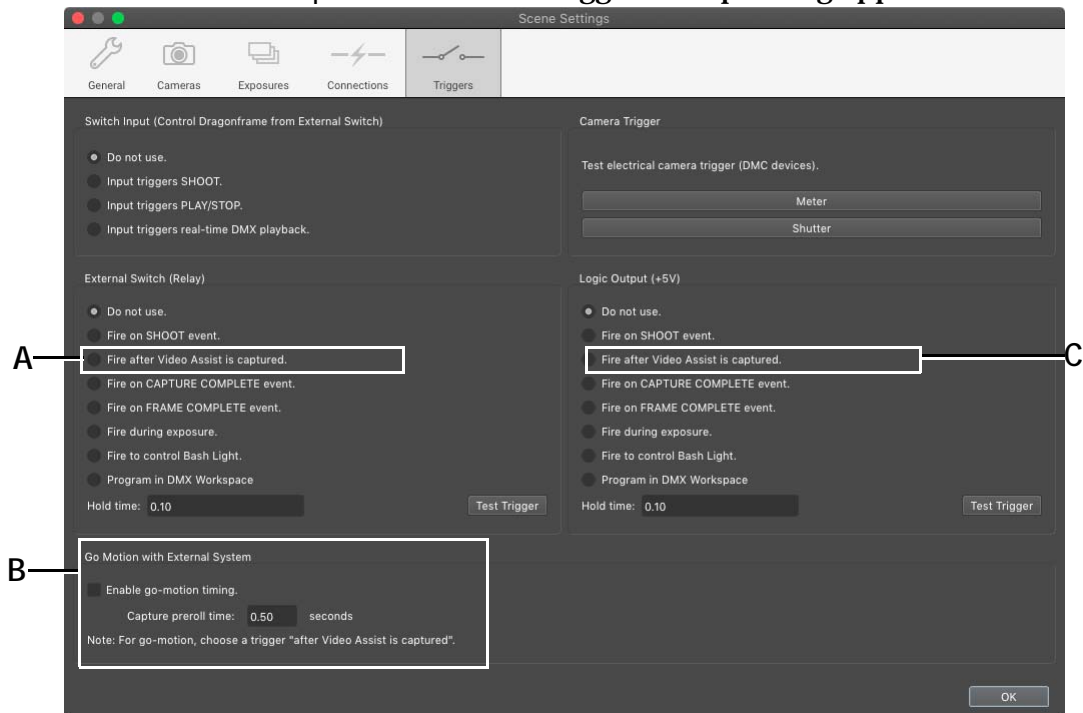 Scene Settings
General
Cameras
Exposures
Connections
Triggers
Switch Input (Control Dragonframe from External Switch)
Do not use.
Input triggers SHOOT.
Input triggers PLAY/STOP.
Input triggers real-time DMX playback.
Camera Trigger
Test electrical camera trigger (DMC devices).
Meter
Shutter
External Switch (Relay)
Do not use.
Fire on SHOOT event.
A
Fire after Video Assist is captured.
Fire on CAPTURE COMPLETE event.
Fire on FRAME COMPLETE event.
Fire during exposure.
Fire to control Bash Light.
Program in DMX Workspace
Hold time: 0.10 Test Trigger
Logic Output (+5V)
Do not use.
Fire on SHOOT event.
Fire after Video Assist is captured.
C
Fire on CAPTURE COMPLETE event.
Fire on FRAME COMPLETE event.
Fire during exposure.
Fire to control Bash Light.
Program in DMX Workspace
Hold time: 0.10 Test Trigger
B
Go Motion with External System
Enable go-motion timing.
Capture preroll time: 0.50 seconds
Note: For go-motion, choose a trigger "after Video Assist is captured".
OK